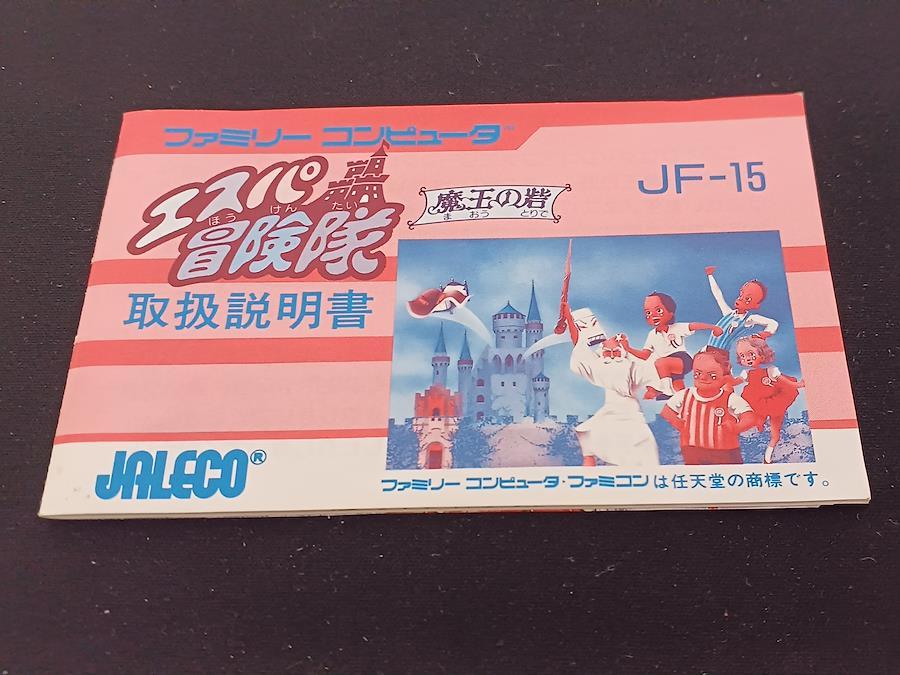 ファミリー コンピュータ™
JF-15
エスパ
冒険隊
ぼう けん たい
魔王の砦
ま おう とりで
取扱説明書
JALECO®
ファミリー コンピュータ・ファミコンは任天堂の商標です。